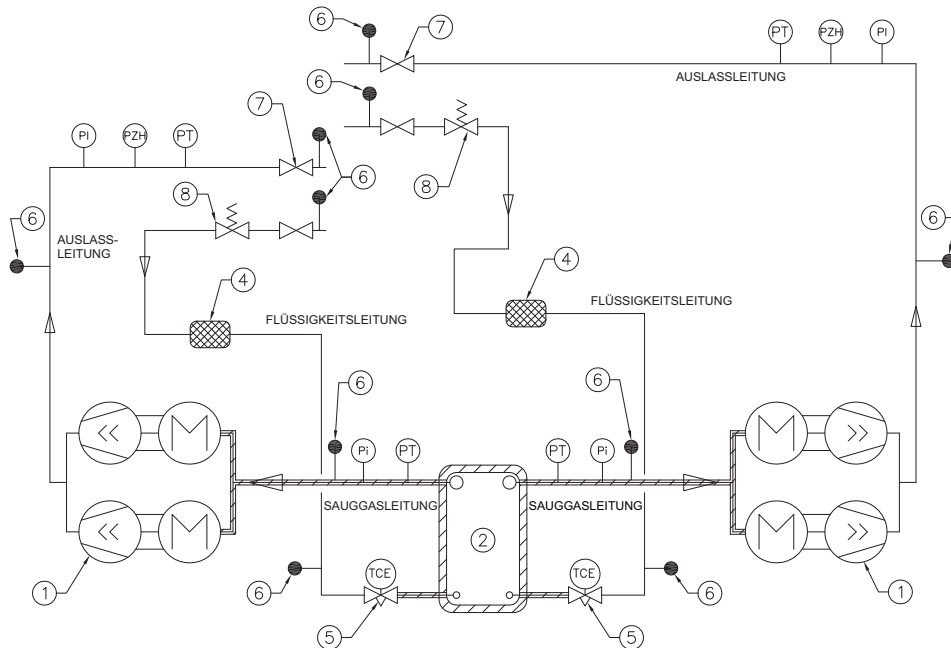 6
7
PT
PZH
PI
AUSLASSLEITUNG
6
7
PI
PZH
PT
6
8
8
6
6
AUSLASS-
LEITUNG
4
4
FLÜSSIGKEITSLEITUNG
FLÜSSIGKEITSLEITUNG
6
6
Pi
PT
PT
Pi
M
M
M
M
SAUGGASLEITUNG
SAUGGASLEITUNG
2
1
6
TCE
TCE
6
1
5
5